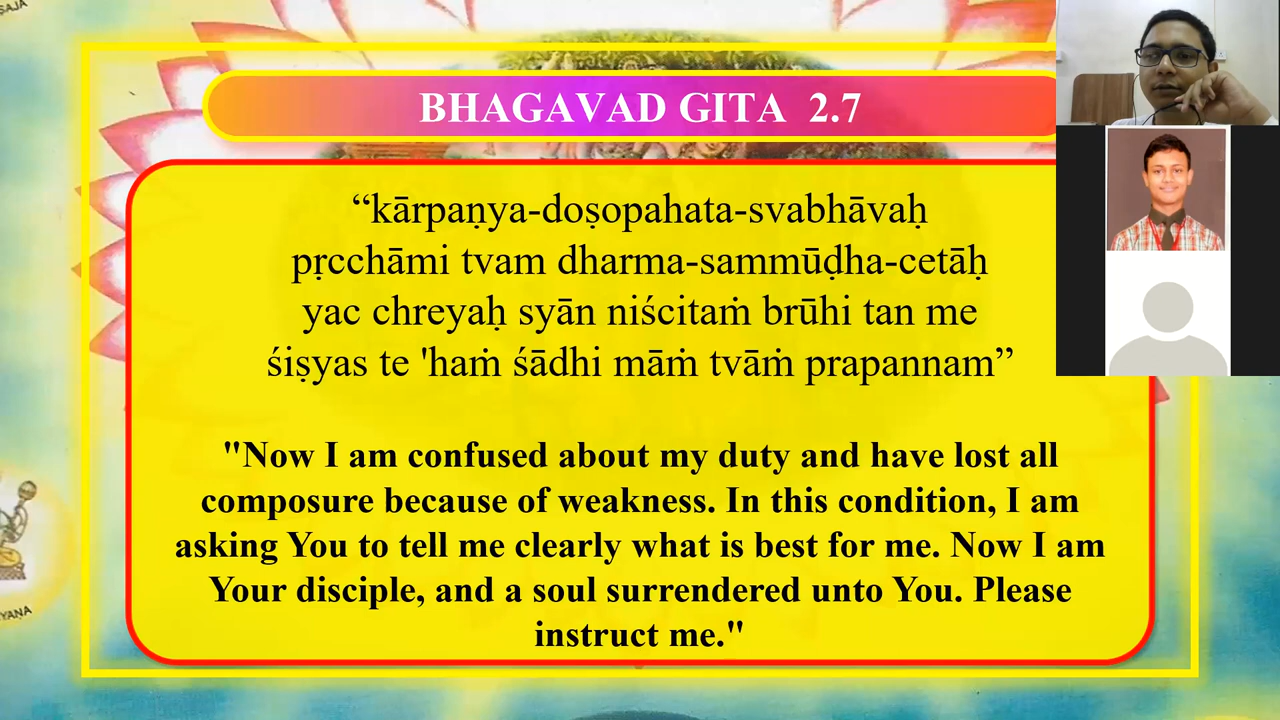 SAJA
BHAGAVAD GITA 2.7
“kārpaṇya-doṣopahata-svabhāvaḥ
pṛcchāmi tvam dharma-sammūḍha-cetāḥ
yac chreyaḥ syān niścitaṁ brūhi tan me
śiṣyas te 'haṁ śādhi māṁ tvāṁ prapannam”
"Now I am confused about my duty and have lost all
composure because of weakness. In this condition, I am
asking You to tell me clearly what is best for me. Now I am
Your disciple, and a soul surrendered unto You. Please
instruct me."
YANA